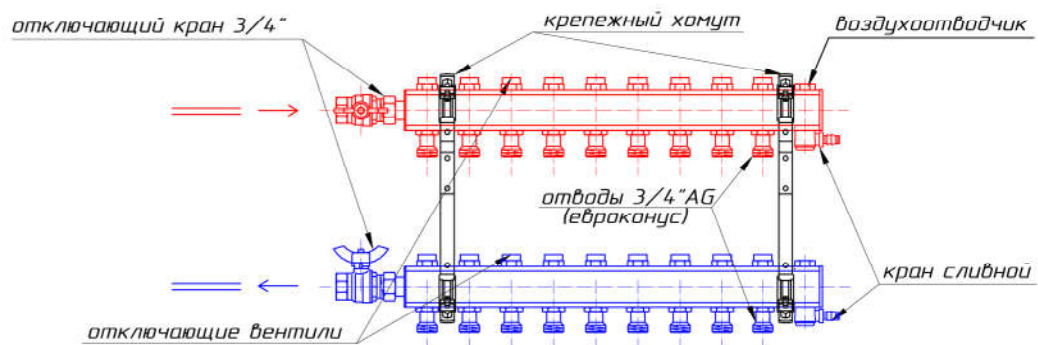 отключающий кран 3/4"
крепежный хомут
воздухоотводчик
отводы 3/4"AG
(евроконус)
кран сливной
отключающие вентили